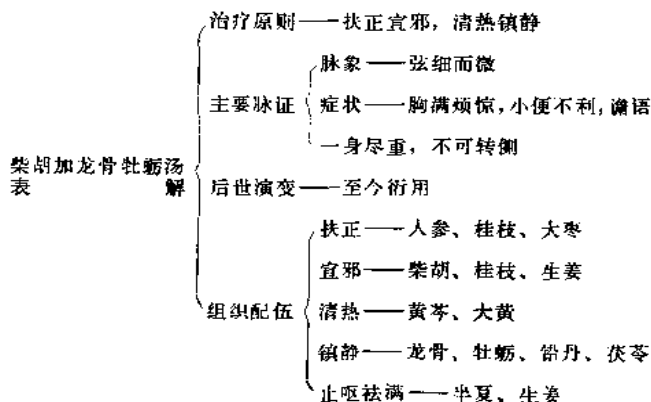 治疗原则——扶正宣邪，清热镇静
脉象——弦细而微
主要脉证
症状——胸满烦惊，小便不利，谵语
一身尽重，不可转侧
柴胡加龙骨牡蛎汤
表 解
后世演变——至今衍用
扶正——人参、桂枝、大枣
宣邪——柴胡、桂枝、生姜
组织配伍
清热——黄芩、大黄
镇静——龙骨、牡蛎、铅丹、茯苓
止呕祛满——半夏、生姜